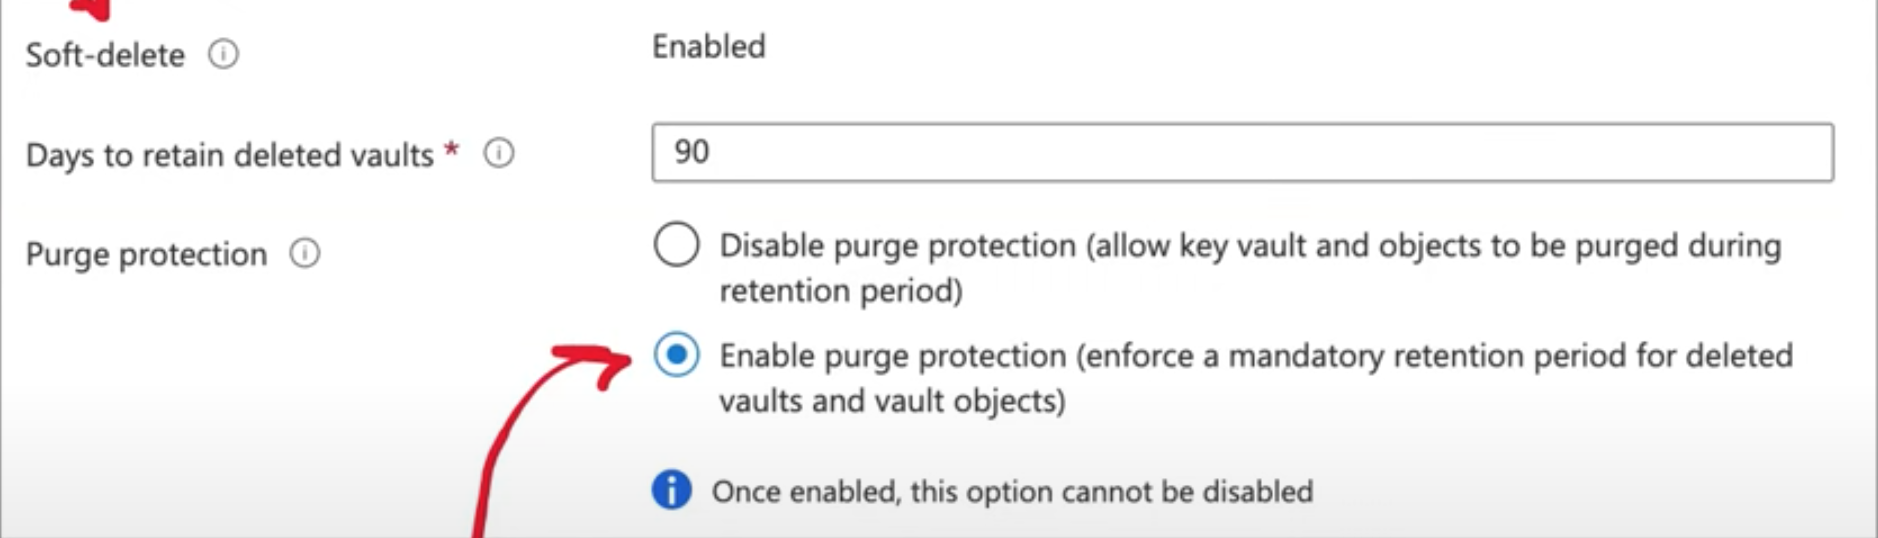 Soft-delete
Enabled
Days to retain deleted vaults *
90
Purge protection
Disable purge protection (allow key vault and objects to be purged during
retention period)
Enable purge protection (enforce a mandatory retention period for deleted
vaults and vault objects)
Once enabled, this option cannot be disabled